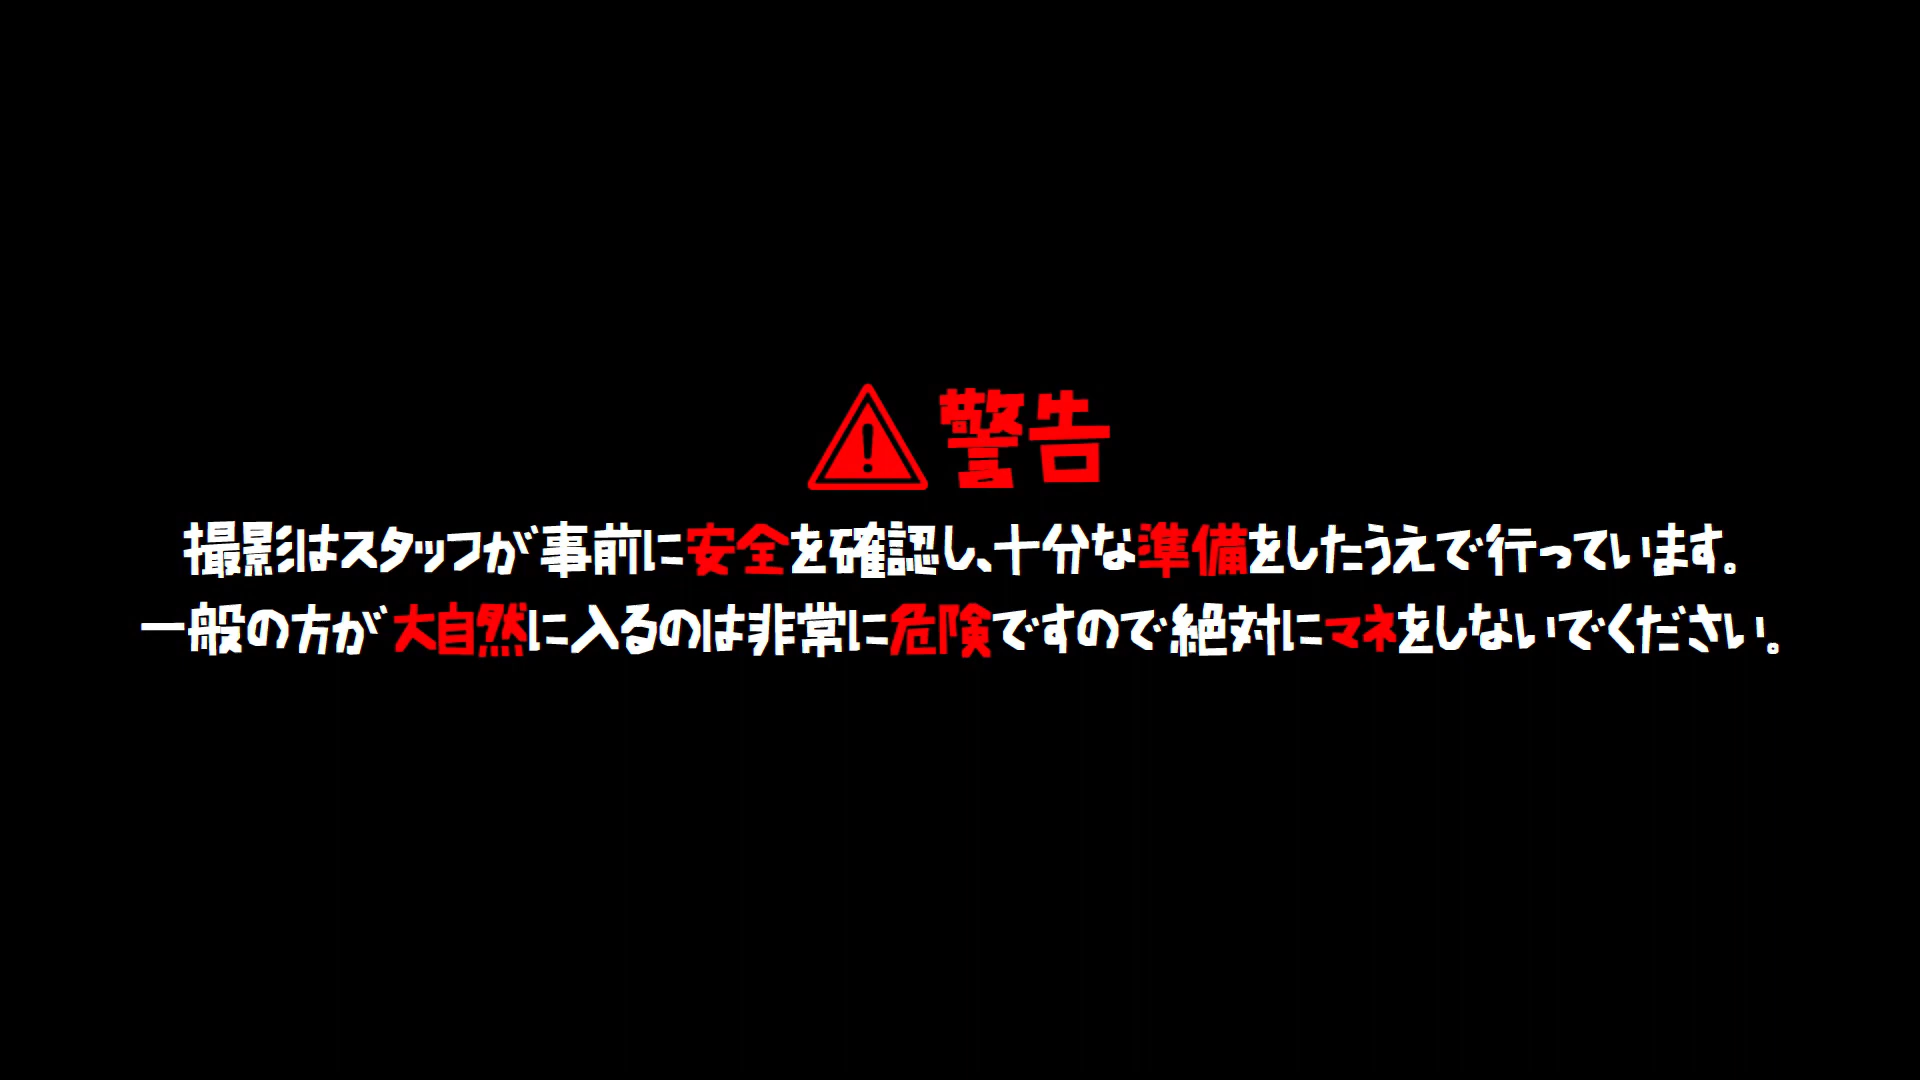 警告
撮影はスタッフが事前に安全を確認し、十分な準備をしたうえで行っています。
一般の方が大自然に入るのは非常に危険ですので絶対にマネをしないでください。